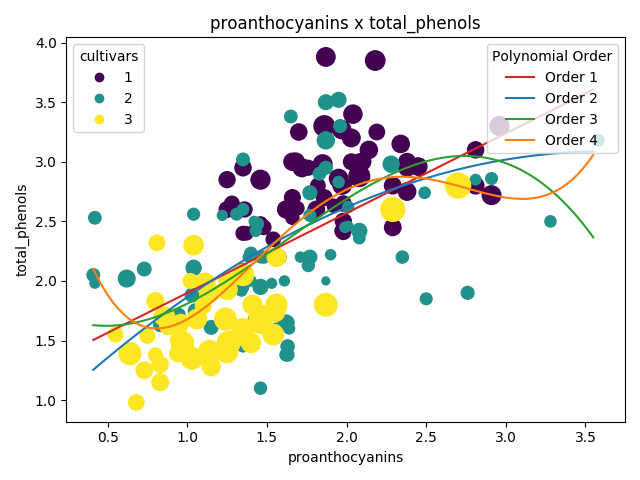 proanthocyanins x total_phenols
cultivars
1
2
3
Polynomial Order
Order 1
Order 2
Order 3
Order 4
total_phenols
4.0
3.5
3.0
2.5
2.0
1.5
1.0
0.5 1.0 1.5 2.0 2.5 3.0 3.5
proanthocyanins